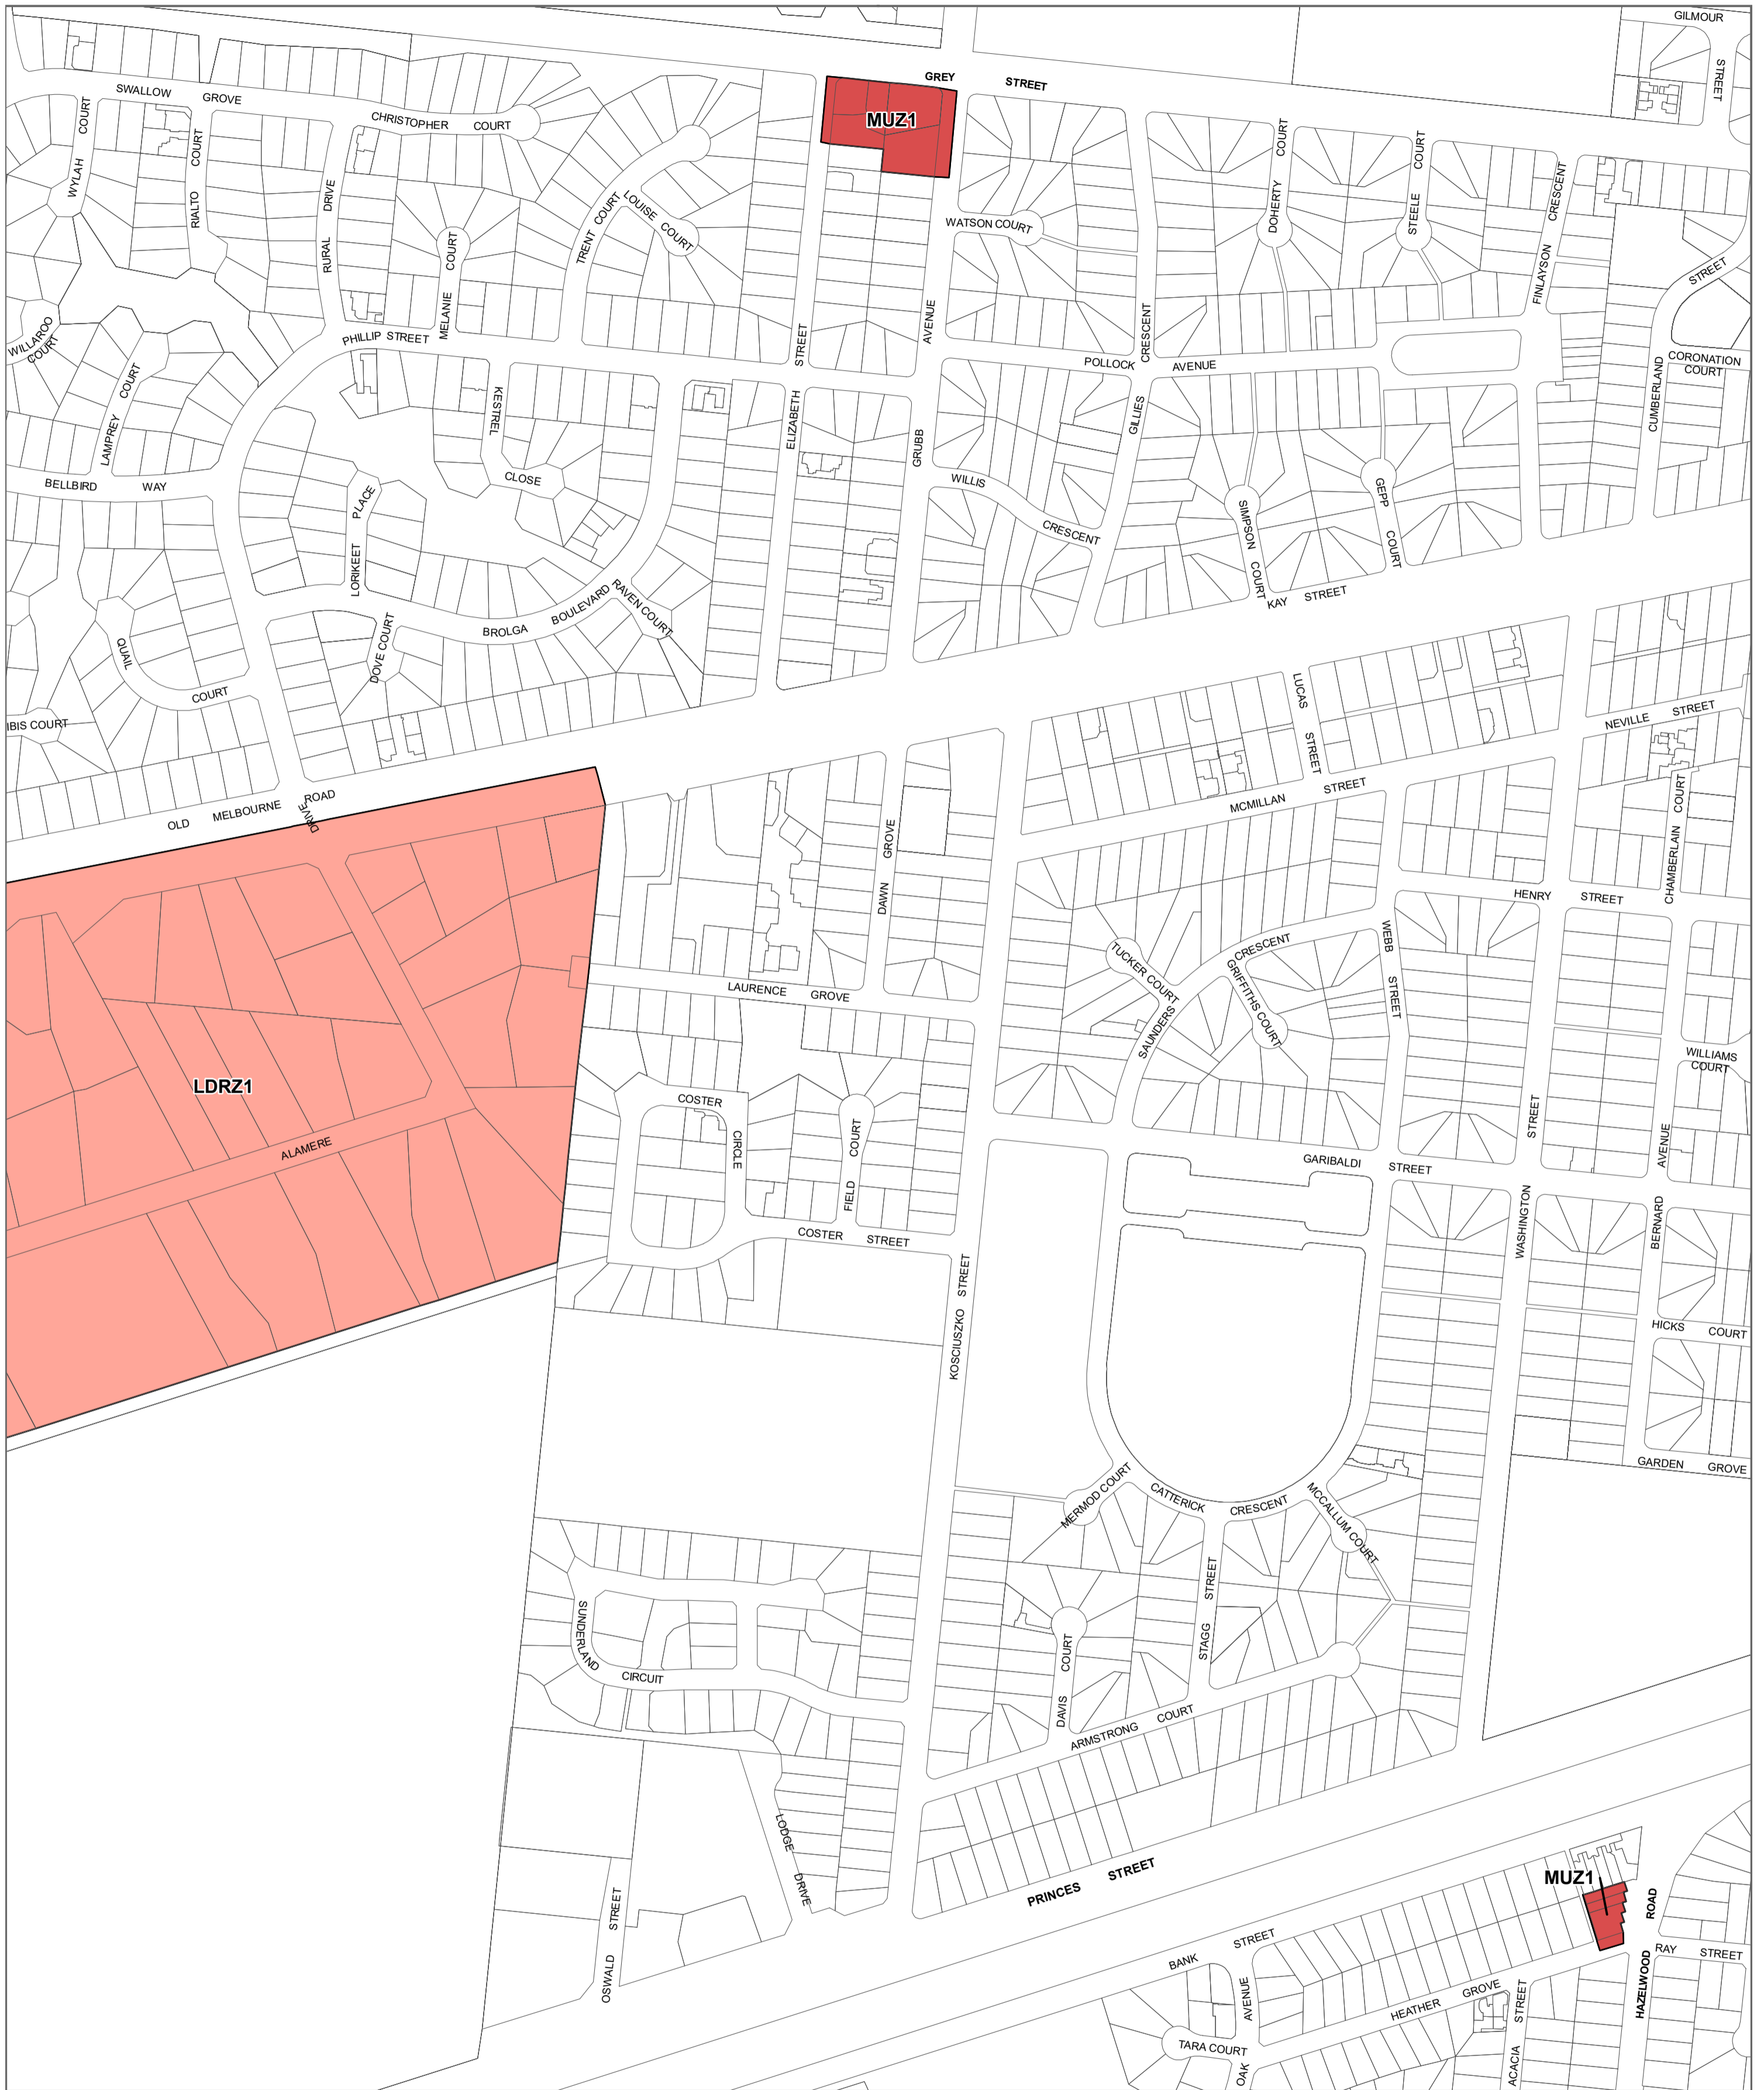 GILMOUR
STREET
GREY STREET
MUZ1
SWALLOW GROVE
CHRISTOPHER COURT
WYLAH COURT
RIALTO COURT
RURAL DRIVE
MELANIE COURT
TRENT COURT
LOUISE COURT
WATSON COURT
DOHERTY COURT
STEELE COURT
FINLAYSON CRESCENT
STREET
WILLAROO
COURT
PHILLIP STREET
ELIZABETH STREET
GRUBB AVENUE
POLLOCK AVENUE
GILLIES CRESCENT
CORONATION
COURT
CUMBERLAND
LAMPREY COURT
KESTREL CLOSE
BELLBIRD WAY
LORIKEET PLACE
WILLIS CRESCENT
SIMPSON COURT
GEPP COURT
KAY STREET
BROLGA BOULEVARD
RAVEN COURT
DOVE COURT
QUAIL COURT
IBIS COURT
LUCAS STREET
NEVILLE STREET
OLD MELBOURNE ROAD
DRIVE
MCMILLAN STREET
CHAMBERLAIN COURT
DAWN GROVE
HENRY STREET
TUCKER COURT
SAUNDERS CRESCENT
GRIFFITHS COURT
WEBB STREET
LAURENCE GROVE
WILLIAMS
COURT
LDRZ1
ALAMERE
COSTER CIRCLE
FIELD COURT
COSTER STREET
GARIBALDI STREET
WASHINGTON STREET
BERNARD AVENUE
KOSCIUSZKO STREET
HICKS COURT
GARDEN GROVE
MERMOD COURT
CATTERICK CRESCENT
MCCALLUM COURT
STAGG STREET
SUNDERLAND CIRCUIT
DAVIS COURT
ARMSTRONG COURT
LODGE DRIVE
PRINCES STREET
MUZ1
OSWALD STREET
HAZELWOOD ROAD
BANK STREET
RAY STREET
HEATHER GROVE
OAK AVENUE
TARA COURT
ACACIA STREET